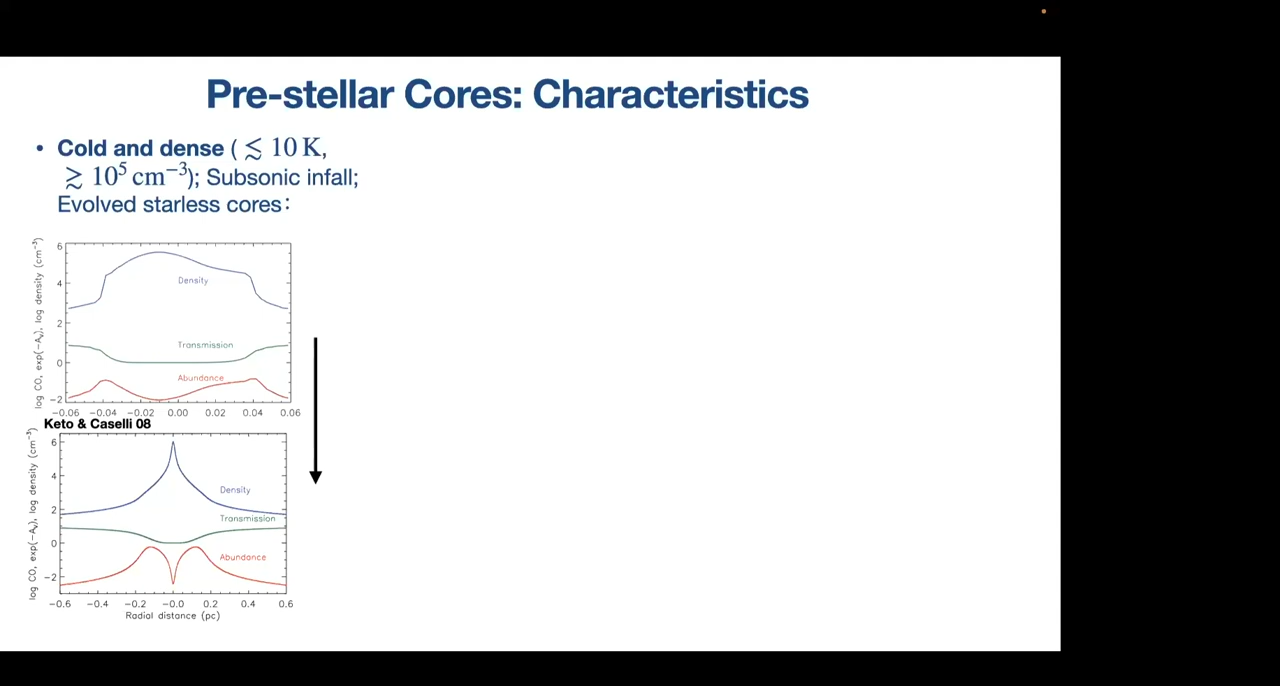 Pre-stellar Cores: Characteristics
• Cold and dense ( ≲ 10 K,
≳ 10⁵ cm⁻³); Subsonic infall;
Evolved starless cores:
log CO, exp(−Aᵥ), log density (cm⁻³)
6
4
2
0
−2
Density
Transmission
Abundance
−0.06 −0.04 −0.02 0.00 0.02 0.04 0.06
Keto & Caselli 08
log CO, exp(−Aᵥ), log density (cm⁻³)
6
4
2
0
−2
Density
Transmission
Abundance
−0.6 −0.4 −0.2 −0.0 0.2 0.4 0.6
Radial distance (pc)